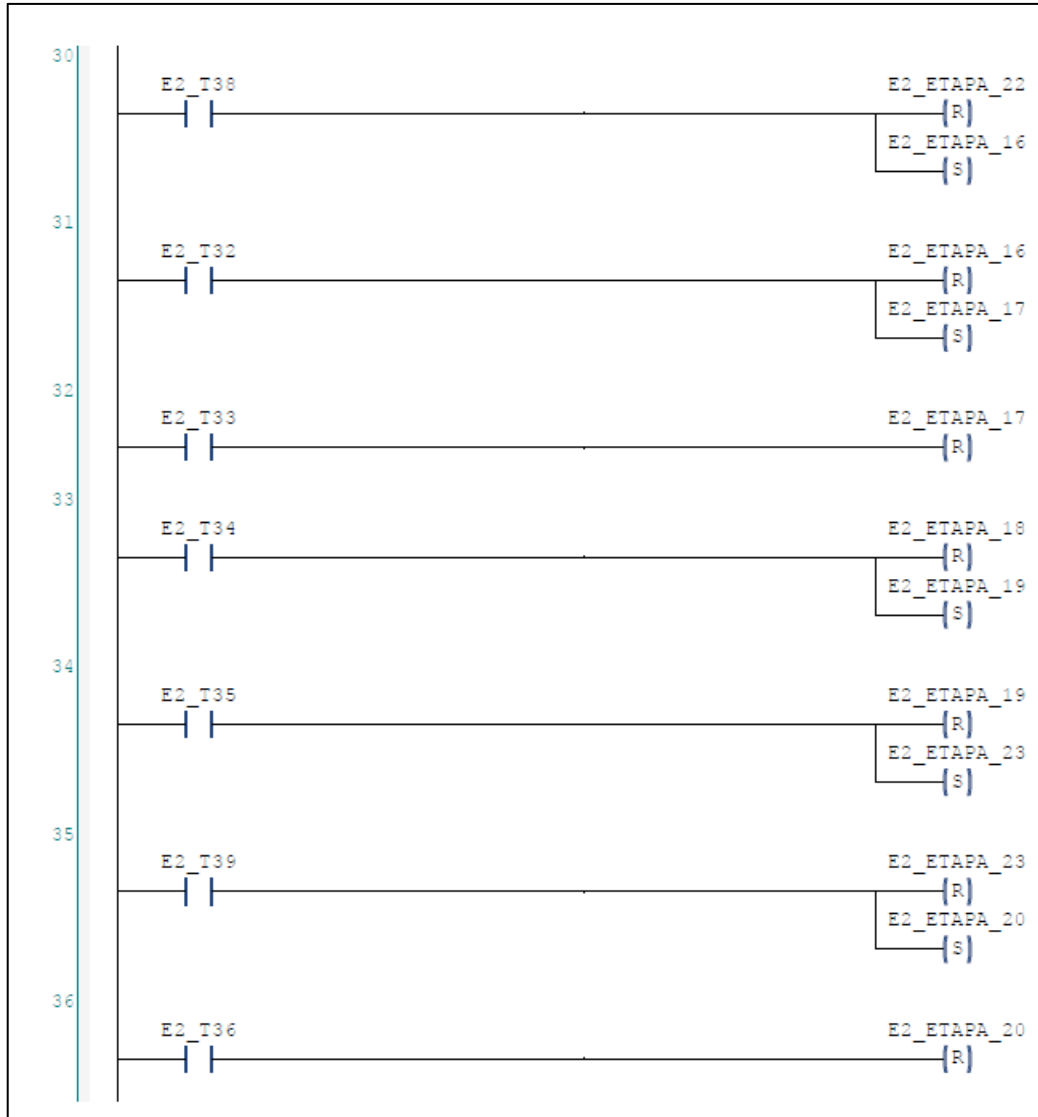 30
E2_T38 E2_ETAPA_22
R
E2_ETAPA_16
S
31
E2_T32 E2_ETAPA_16
R
E2_ETAPA_17
S
32
E2_T33 E2_ETAPA_17
R
33
E2_T34 E2_ETAPA_18
R
E2_ETAPA_19
S
34
E2_T35 E2_ETAPA_19
R
E2_ETAPA_23
S
35
E2_T39 E2_ETAPA_23
R
E2_ETAPA_20
S
36
E2_T36 E2_ETAPA_20
R